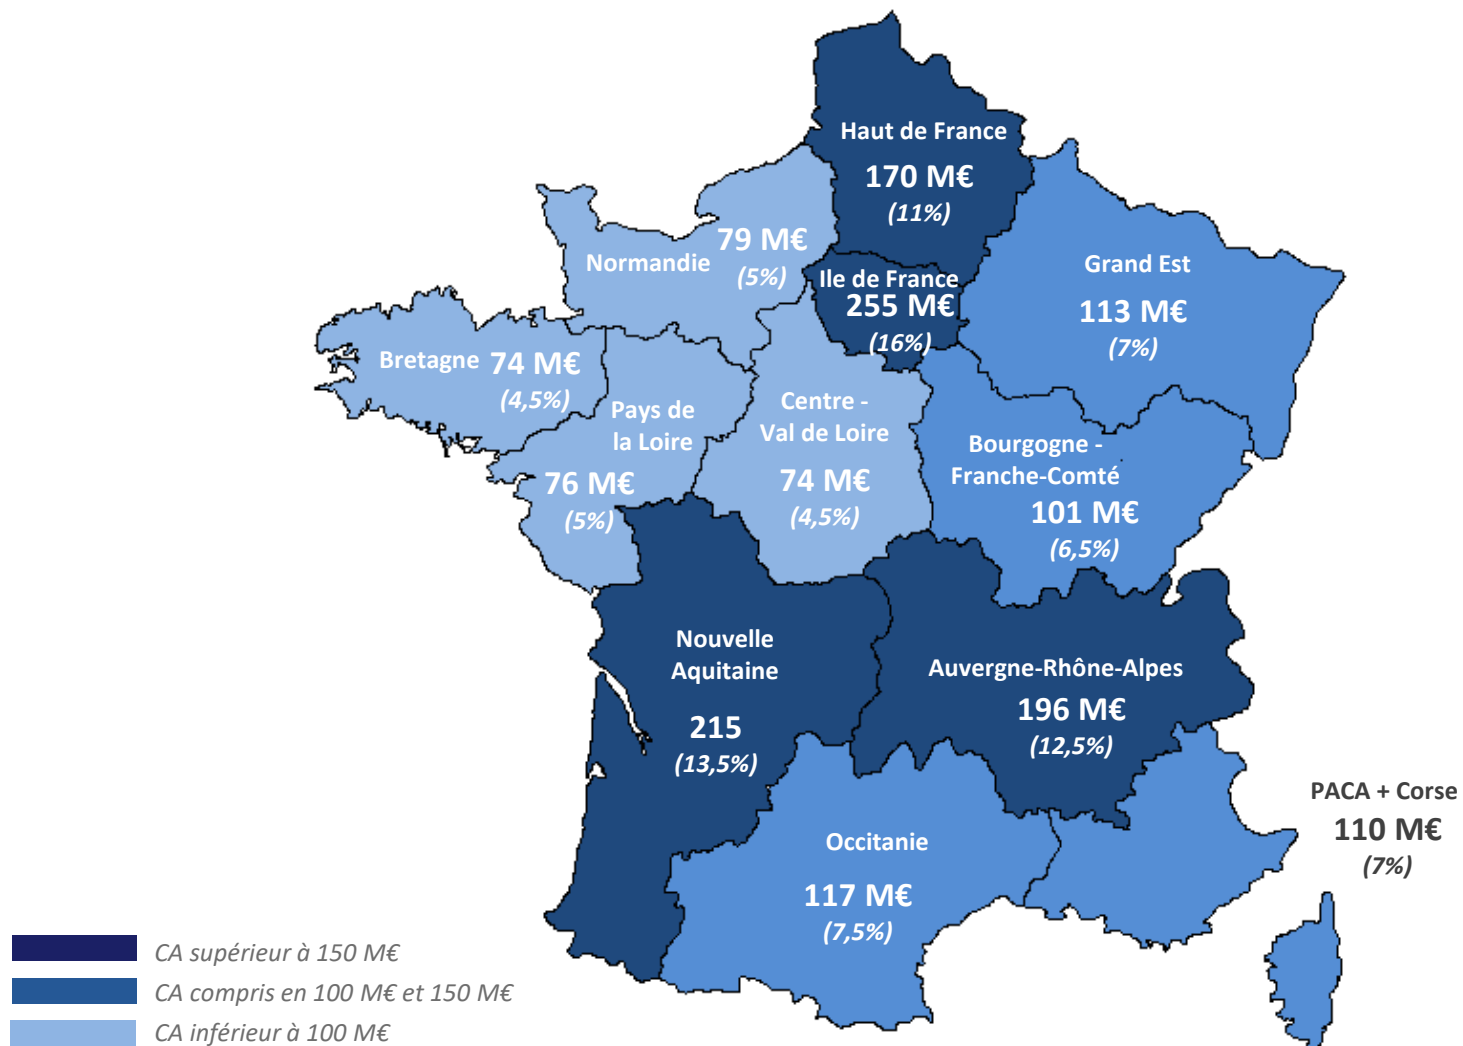 Haut de France
170 M€
(11%)
Normandie
79 M€
(5%)
Ile de France
255 M€
(16%)
Grand Est
113 M€
(7%)
Bretagne
74 M€
(4,5%)
Pays de
la Loire
76 M€
(5%)
Centre -
Val de Loire
74 M€
(4,5%)
Bourgogne -
Franche-Comté
101 M€
(6,5%)
Nouvelle
Aquitaine
215
(13,5%)
Auvergne-Rhône-Alpes
196 M€
(12,5%)
PACA + Corse
110 M€
(7%)
Occitanie
117 M€
(7,5%)
CA supérieur à 150 M€
CA compris en 100 M€ et 150 M€
CA inférieur à 100 M€